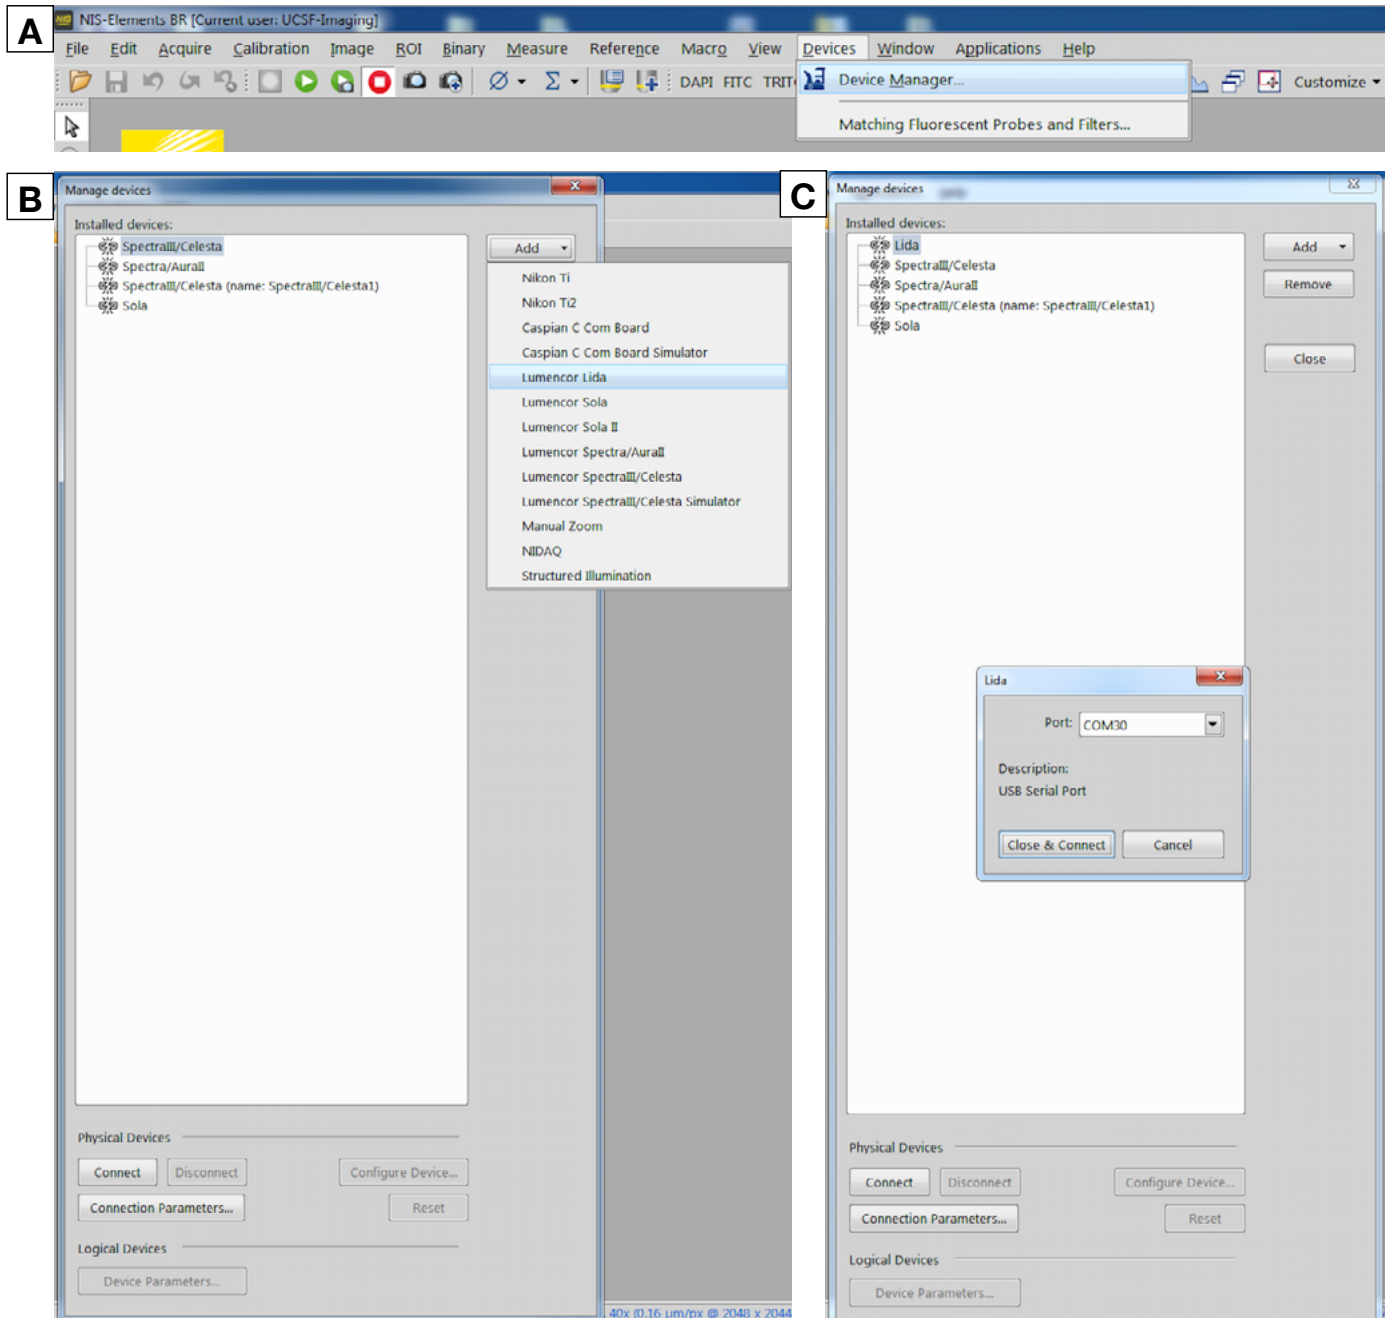 A
NIS-Elements BR [Current user: UCSF-Imaging]
File Edit Acquire Calibration Image ROI Binary Measure Reference Macro View Devices Window Applications Help
DAPI FITC Customize
Device Manager...
Matching Fluorescent Probes and Filters...
B
Manage devices
Installed devices:
SpectraIII/Celesta
Spectra/AuraII
SpectraIII/Celesta (name: SpectraIII/Celesta1)
Sola
Add
Nikon Ti
Nikon Ti2
Caspian C Com Board
Caspian C Com Board Simulator
Lumencor Lida
Lumencor Sola
Lumencor Sola II
Lumencor Spectra/AuraII
Lumencor SpectraIII/Celesta
Lumencor SpectraIII/Celesta Simulator
Manual Zoom
NIDAQ
Structured Illumination
Physical Devices
Connect Disconnect Configure Device...
Connection Parameters... Reset
Logical Devices
Device Parameters...
40x (0.16 µm/px @ 2048 x 2044
C
Manage devices
Installed devices:
Lida
SpectraIII/Celesta
Spectra/AuraII
SpectraIII/Celesta (name: SpectraIII/Celesta1)
Sola
Add
Remove
Close
Lida
Port: COM30
Description:
USB Serial Port
Close & Connect Cancel
Physical Devices
Connect Disconnect Configure Device...
Connection Parameters... Reset
Logical Devices
Device Parameters...